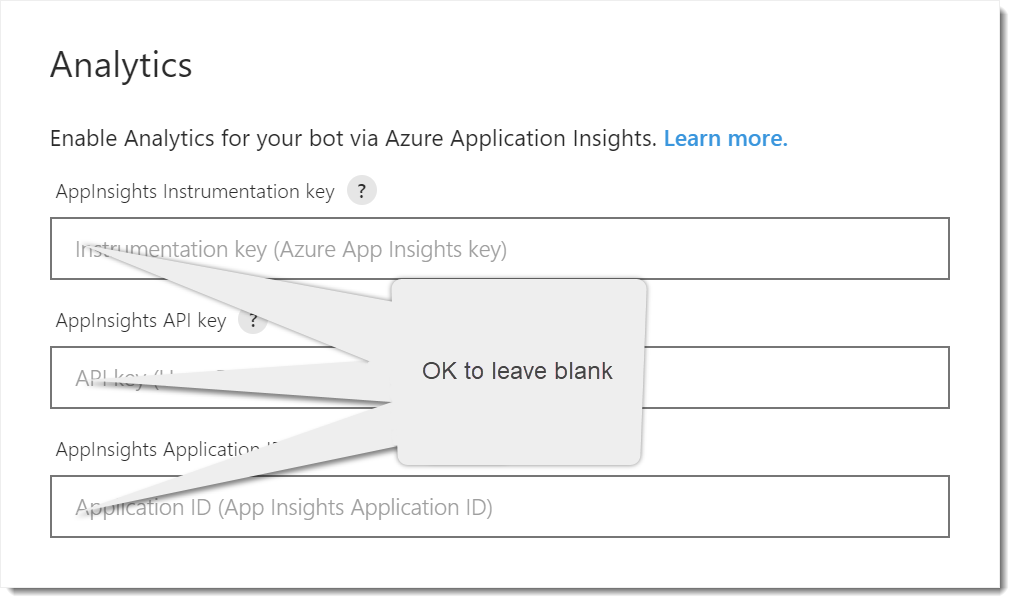 Analytics
Enable Analytics for your bot via Azure Application Insights. Learn more.
AppInsights Instrumentation key ?
Instrumentation key (Azure App Insights key)
AppInsights API key ?
API key
OK to leave blank
AppInsights Application
Application ID (App Insights Application ID)